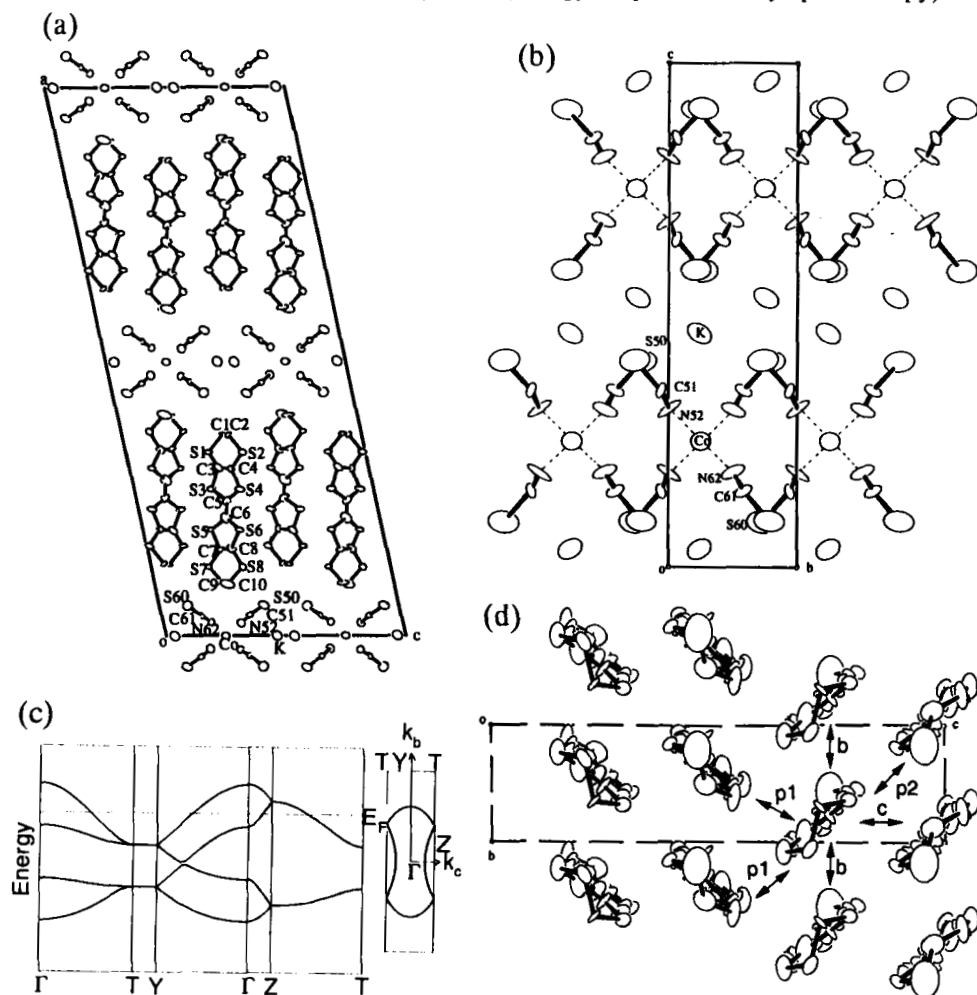 (a)
a
C1C2
S1 S2
C3 C4
S3 S4
C5
C6
S5 S6
C7 C8
S7 S8
C9 C10
S60 S50
C61 C51
N62 N52
o Co K c
(b)
c
S50 K
C51
N52
Co
N62
C61
S60
o b
(c)
Energy
E_F
Γ T Y Γ Z T
k_b
T Y T
Z
Γ k_c
(d)
o c
b
p1 p2
c
b p1 b